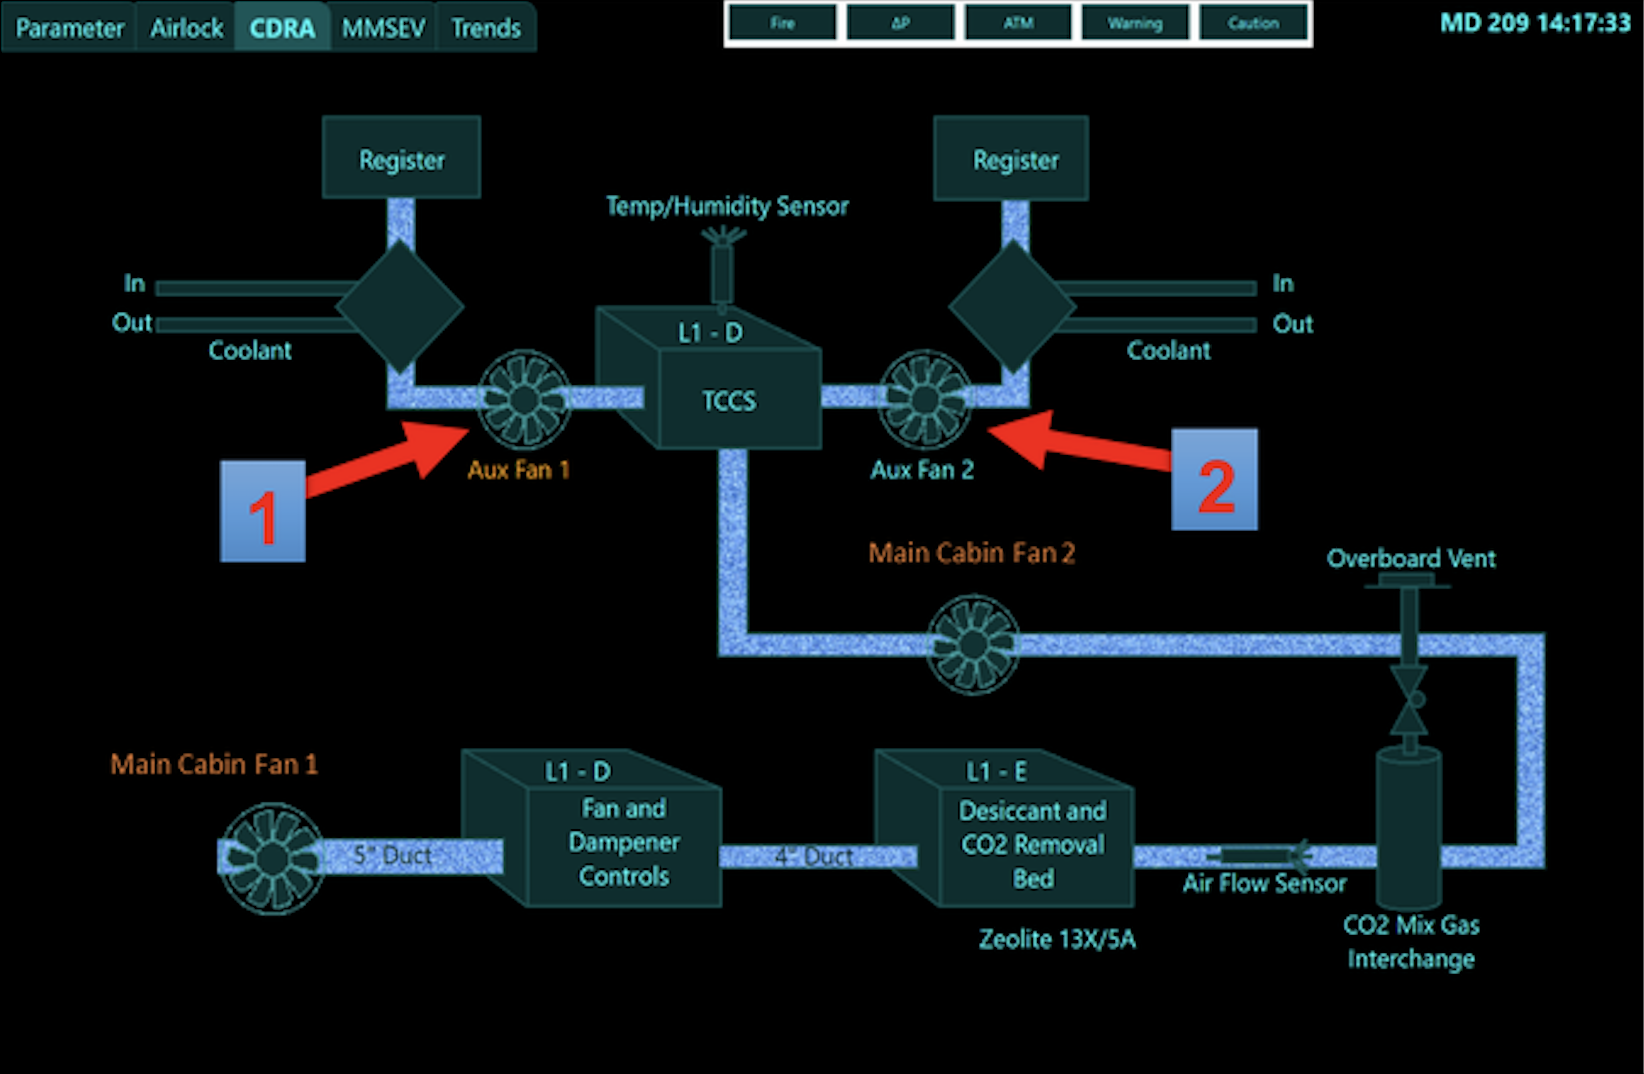 Parameter Airlock CDRA MMSEV Trends
Fire ΔP ATM Warning Caution
MD 209 14:17:33
Register
Register
Temp/Humidity Sensor
In
Out
Coolant
In
Out
Coolant
L1 - D
TCCS
Aux Fan 1
Aux Fan 2
1
2
Main Cabin Fan 2
Overboard Vent
Main Cabin Fan 1
5" Duct
L1 - D
Fan and
Dampener
Controls
4" Duct
L1 - E
Desiccant and
CO2 Removal
Bed
Zeolite 13X/5A
Air Flow Sensor
CO2 Mix Gas
Interchange